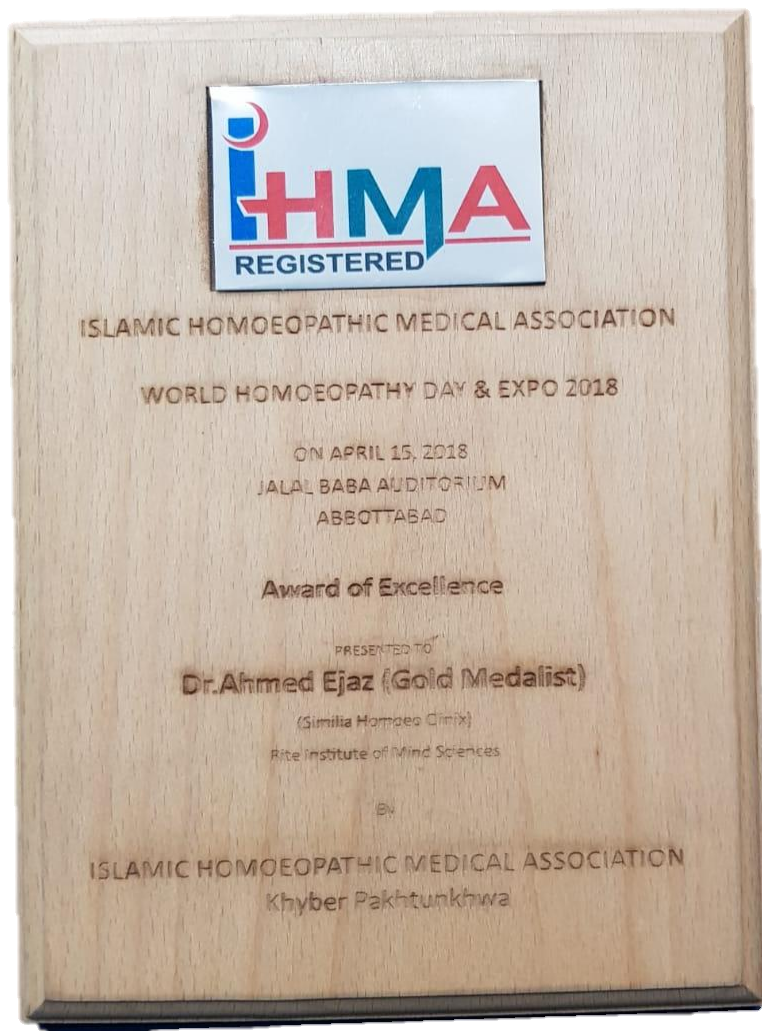 iHMA
REGISTERED
ISLAMIC HOMOEOPATHIC MEDICAL ASSOCIATION
WORLD HOMOEOPATHY DAY & EXPO 2018
ON APRIL 15, 2018
JALAL BABA AUDITORIUM
ABBOTTABAD
Award of Excellence
PRESENTED TO
Dr.Ahmed Ejaz (Gold Medalist)
(Similia Homoeo Clinix)
Rite Institute of Mind Sciences
By
ISLAMIC HOMOEOPATHIC MEDICAL ASSOCIATION
Khyber Pakhtunkhwa